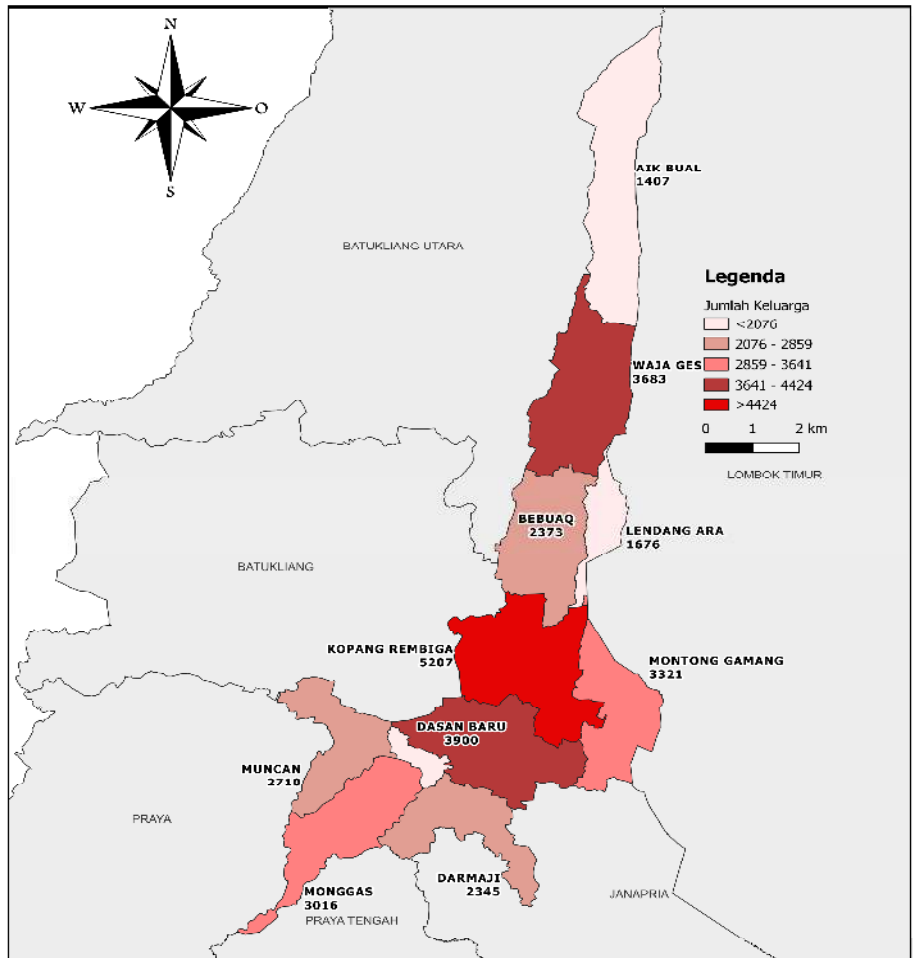 N
W
O
S
AIK BUAL
1407
BATUKLIANG UTARA
Legenda
Jumlah Keluarga
<2076
2076 - 2859
2859 - 3641
3641 - 4424
>4424
0 1 2 km
LOMBOK TIMUR
WAJA GES
3683
BEBUAQ
2373
LENDANG ARA
1676
BATUKLIANG
KOPANG REMBIGA
5207
MONTONG GAMANG
3321
DASAN BARU
3900
MUNCAN
2710
PRAYA
DARMAJI
2345
JANAPRIA
MONGGAS
3016
PRAYA TENGAH